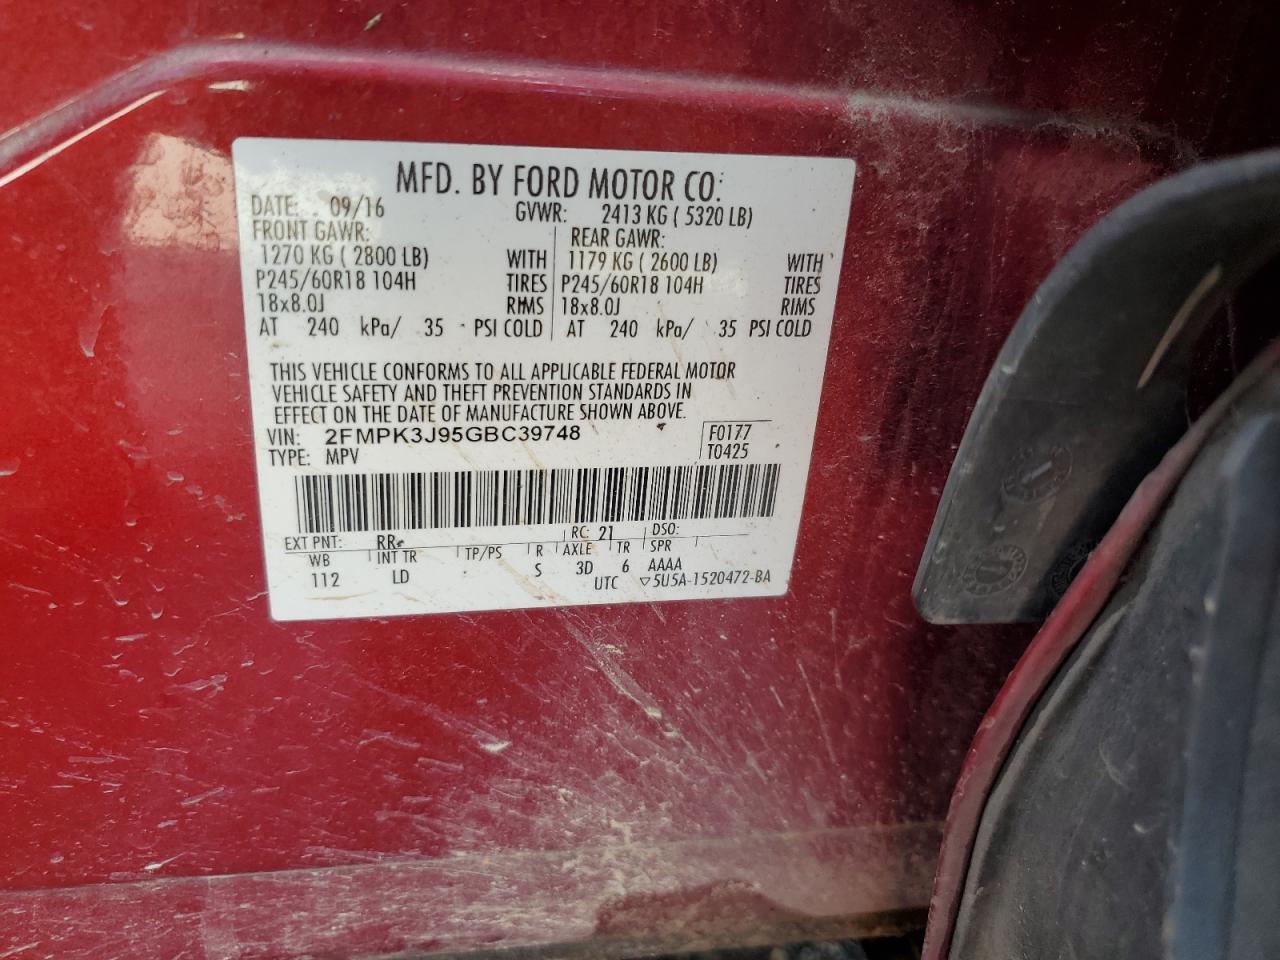 MFD. BY FORD MOTOR CO.
DATE: 09/16 GVWR: 2413 KG ( 5320 LB)
FRONT GAWR: REAR GAWR:
1270 KG ( 2800 LB) WITH 1179 KG ( 2600 LB) WITH
P245/60R18 104H TIRES P245/60R18 104H TIRES
18x8.0J RIMS 18x8.0J RIMS
AT 240 kPa/ 35 PSI COLD AT 240 kPa/ 35 PSI COLD
THIS VEHICLE CONFORMS TO ALL APPLICABLE FEDERAL MOTOR
VEHICLE SAFETY AND THEFT PREVENTION STANDARDS IN
EFFECT ON THE DATE OF MANUFACTURE SHOWN ABOVE.
VIN: 2FMPK3J95GBC39748 F0177
TYPE: MPV T0425
EXT PNT: RR RC: 21 DSO:
WB INT TR TP/PS R AXLE TR SPR
112 LD S 3D 6 AAAA
UTC ▽5U5A-1520472-BA